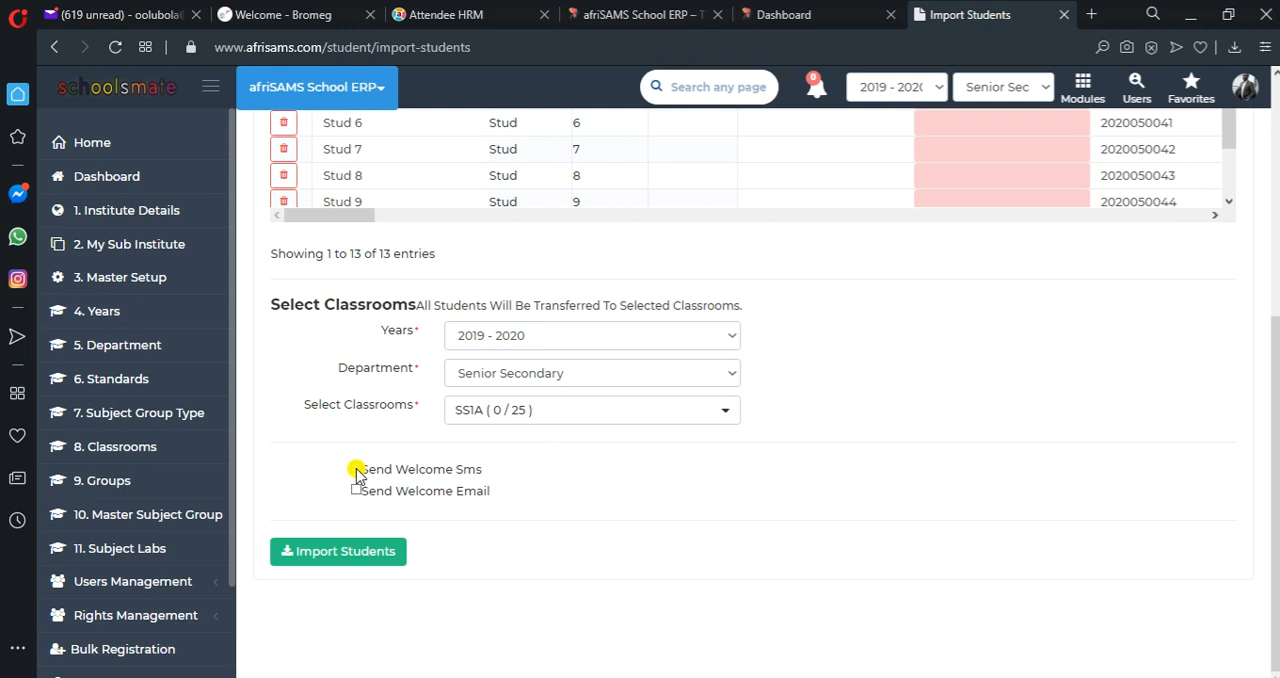 (619 unread) - oolubola
Welcome - Bromeg
Attendee HRM
afriSAMS School ERP – T
Dashboard
Import Students
www.afrisams.com/student/import-students
schoolsmate
afriSAMS School ERP
Search any page
0
2019 - 202(
Senior Sec
Modules
Users
Favorites
Home
Dashboard
1. Institute Details
2. My Sub Institute
3. Master Setup
4. Years
5. Department
6. Standards
7. Subject Group Type
8. Classrooms
9. Groups
10. Master Subject Group
11. Subject Labs
Users Management
Rights Management
Bulk Registration
Stud 6 Stud 6 2020050041
Stud 7 Stud 7 2020050042
Stud 8 Stud 8 2020050043
Stud 9 Stud 9 2020050044
Showing 1 to 13 of 13 entries
Select Classrooms All Students Will Be Transferred To Selected Classrooms.
Years* 2019 - 2020
Department* Senior Secondary
Select Classrooms* SS1A ( 0 / 25 )
Send Welcome Sms
Send Welcome Email
Import Students